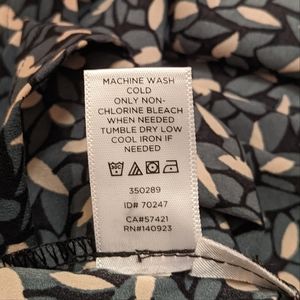 MACHINE WASH
COLD
ONLY NON-
CHLORINE BLEACH
WHEN NEEDED
TUMBLE DRY LOW
COOL IRON IF
NEEDED
350289
ID# 70247
CA#57421
RN#140923